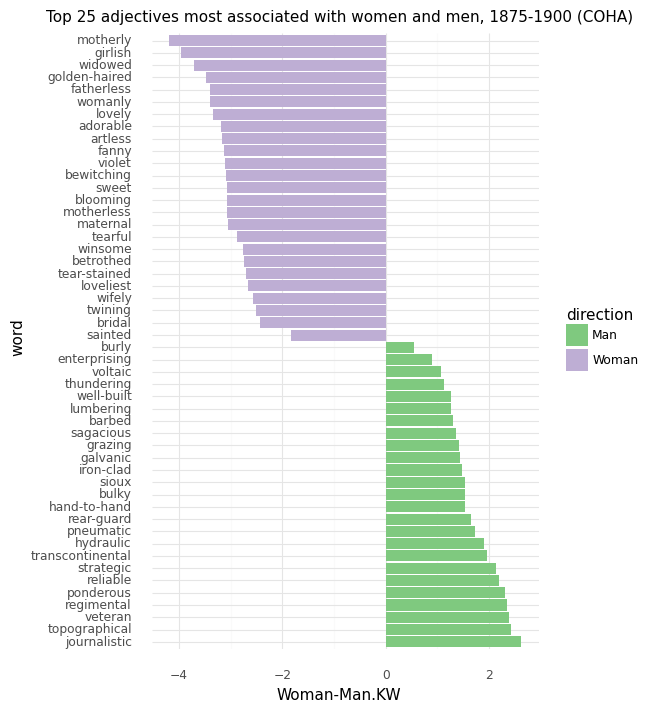 Top 25 adjectives most associated with women and men, 1875-1900 (COHA)
motherly
girlish
widowed
golden-haired
fatherless
womanly
lovely
adorable
artless
fanny
violet
bewitching
sweet
blooming
motherless
maternal
tearful
winsome
betrothed
tear-stained
loveliest
wifely
twining
bridal
sainted
burly
enterprising
voltaic
thundering
well-built
lumbering
barbed
sagacious
grazing
galvanic
iron-clad
sioux
bulky
hand-to-hand
rear-guard
pneumatic
hydraulic
transcontinental
strategic
reliable
ponderous
regimental
veteran
topographical
journalistic
word
−4 −2 0 2
Woman-Man.KW
direction
Man
Woman